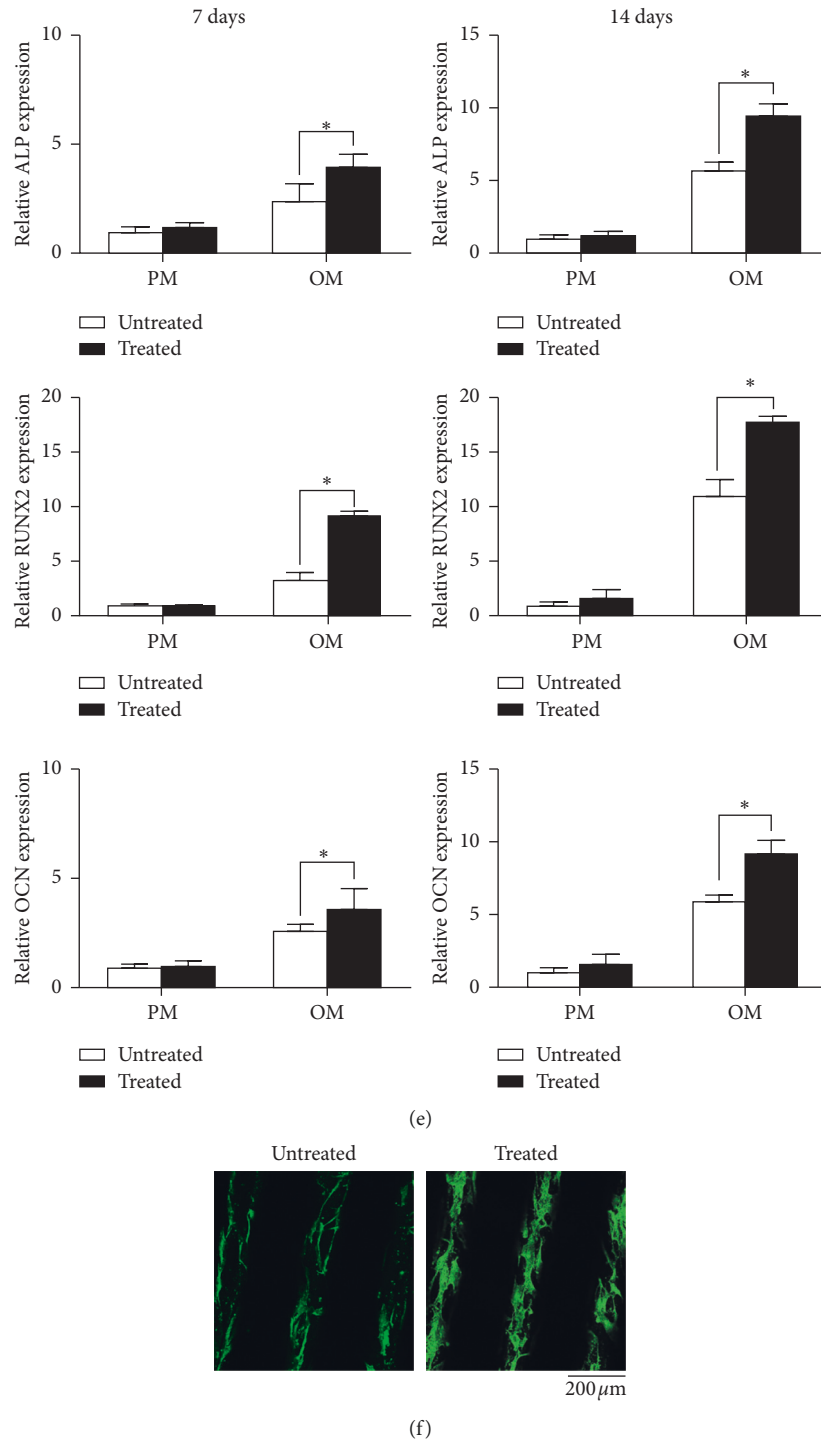 7 days
14 days
Relative ALP expression
10
5
0
*
PM
OM
Untreated
Treated
Relative ALP expression
15
10
5
0
*
PM
OM
Untreated
Treated
Relative RUNX2 expression
20
15
10
5
0
*
PM
OM
Untreated
Treated
Relative RUNX2 expression
20
15
10
5
0
*
PM
OM
Untreated
Treated
Relative OCN expression
10
5
0
*
PM
OM
Untreated
Treated
Relative OCN expression
15
10
5
0
*
PM
OM
Untreated
Treated
(e)
Untreated
Treated
200 μm
(f)